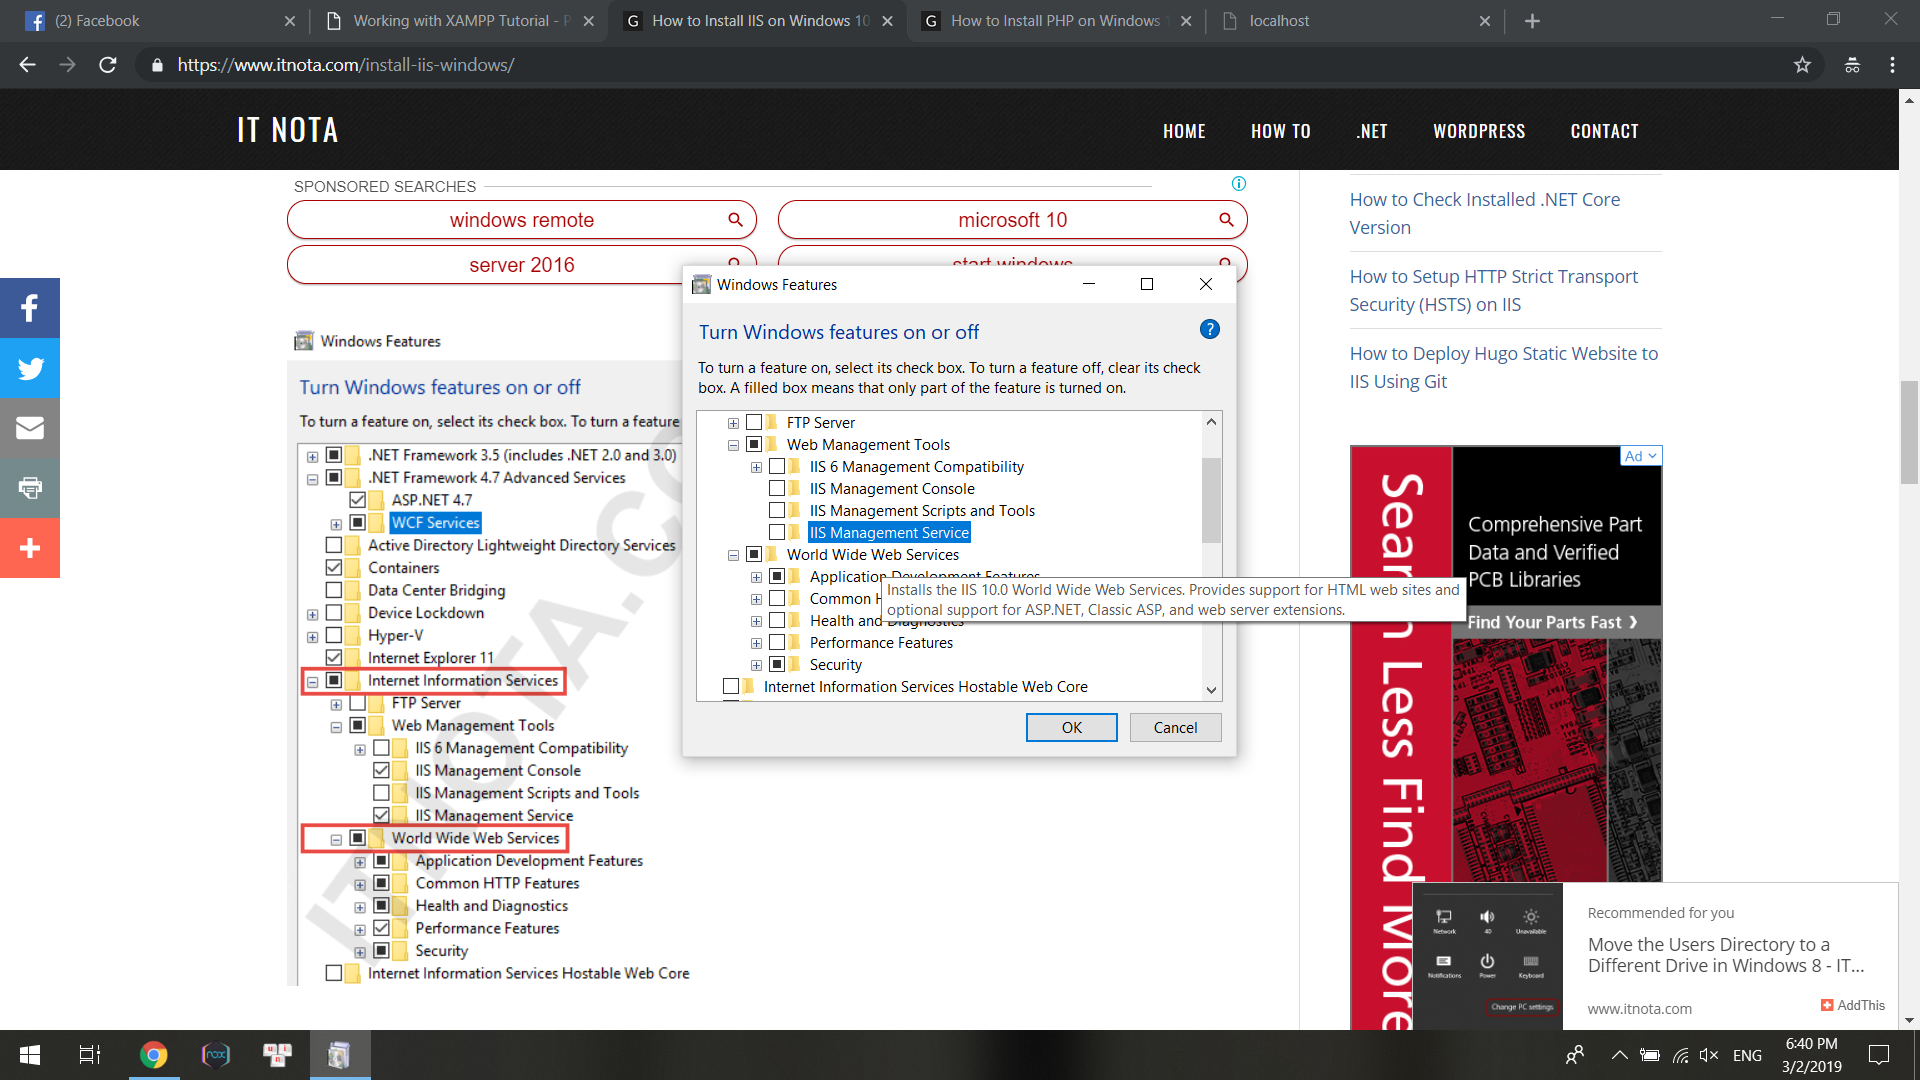 (2) Facebook
Working with XAMPP Tutorial - P
How to Install IIS on Windows 10
How to Install PHP on Windows 1
localhost
https://www.itnota.com/install-iis-windows/
IT NOTA
HOME
HOW TO
.NET
WORDPRESS
CONTACT
SPONSORED SEARCHES
windows remote
microsoft 10
server 2016
start windows
Windows Features
Turn Windows features on or off
To turn a feature on, select its check box. To turn a feature
.NET Framework 3.5 (includes .NET 2.0 and 3.0)
.NET Framework 4.7 Advanced Services
ASP.NET 4.7
WCF Services
Active Directory Lightweight Directory Services
Containers
Data Center Bridging
Device Lockdown
Hyper-V
Internet Explorer 11
Internet Information Services
FTP Server
Web Management Tools
IIS 6 Management Compatibility
IIS Management Console
IIS Management Scripts and Tools
IIS Management Service
World Wide Web Services
Application Development Features
Common HTTP Features
Health and Diagnostics
Performance Features
Security
Internet Information Services Hostable Web Core
ITNOTA.CO
Windows Features
Turn Windows features on or off
To turn a feature on, select its check box. To turn a feature off, clear its check
box. A filled box means that only part of the feature is turned on.
FTP Server
Web Management Tools
IIS 6 Management Compatibility
IIS Management Console
IIS Management Scripts and Tools
IIS Management Service
World Wide Web Services
Application Development Features
Common H
Health and Diagnostics
Performance Features
Security
Internet Information Services Hostable Web Core
Installs the IIS 10.0 World Wide Web Services. Provides support for HTML web sites and
optional support for ASP.NET, Classic ASP, and web server extensions.
OK
Cancel
How to Check Installed .NET Core
Version
How to Setup HTTP Strict Transport
Security (HSTS) on IIS
How to Deploy Hugo Static Website to
IIS Using Git
Ad
Search Less Find More
Comprehensive Part
Data and Verified
PCB Libraries
Find Your Parts Fast ❯
Network
40
Unavailable
Notifications
Power
Keyboard
Change PC settings
Recommended for you
Move the Users Directory to a
Different Drive in Windows 8 - IT...
www.itnota.com
AddThis
nox
u
i
n
ENG
6:40 PM
3/2/2019